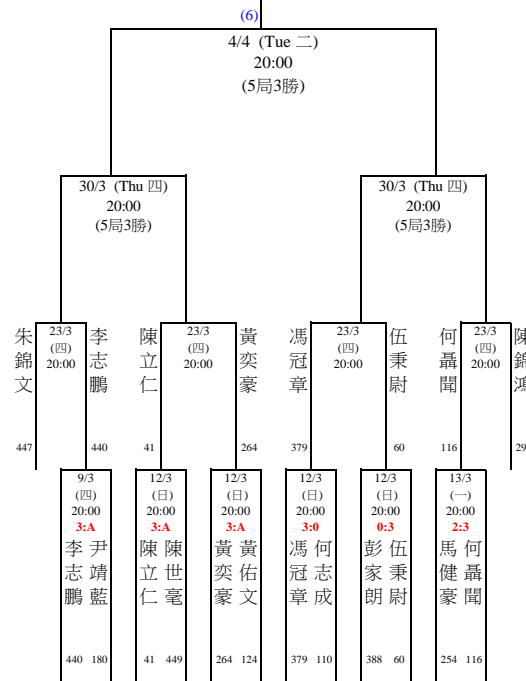 (6)
4/4 (Tue 二)
20:00
(5局3勝)
30/3 (Thu 四)
20:00
(5局3勝)
30/3 (Thu 四)
20:00
(5局3勝)
朱錦文
23/3
(四)
20:00
李志鵬
陳立仁
23/3
(四)
20:00
黃奕豪
馮冠章
23/3
(四)
20:00
伍秉尉
何聶聞
23/3
(四)
20:00
陳錦鴻
447
440
41
264
379
60
116
29
9/3
(四)
20:00
3:A
12/3
(日)
20:00
3:A
12/3
(日)
20:00
3:A
12/3
(日)
20:00
3:0
12/3
(日)
20:00
0:3
13/3
(一)
20:00
2:3
李志鵬
尹靖藍
陳立仁
陳世毫
黃奕豪
黃佑文
馮冠章
何志成
彭家朗
伍秉尉
馬健豪
何聶聞
440 180
41 449
264 124
379 110
388 60
254 116